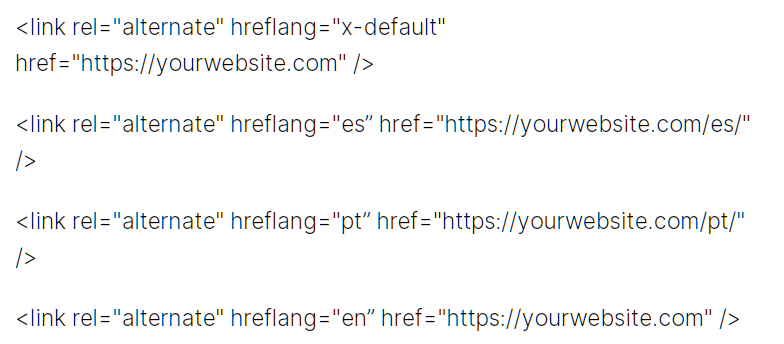 <link rel="alternate" hreflang="x-default"
href="https://yourwebsite.com" />
<link rel="alternate" hreflang="es” href="https://yourwebsite.com/es/"
/>
<link rel="alternate" hreflang="pt” href="https://yourwebsite.com/pt/"
/>
<link rel="alternate" hreflang="en” href="https://yourwebsite.com" />